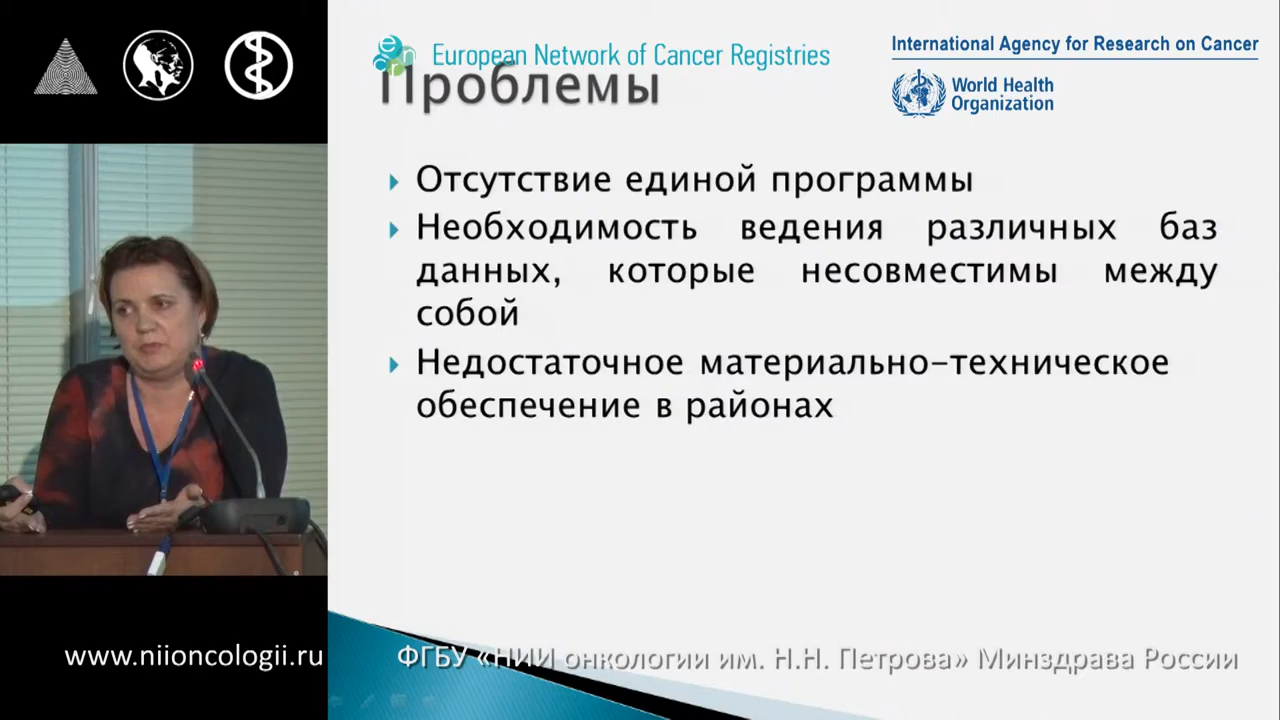 European Network of Cancer Registries
International Agency for Research on Cancer
World Health
Organization
Проблемы
Отсутствие единой программы
Необходимость ведения различных баз
данных, которые несовместимы между
собой
Недостаточное материально-техническое
обеспечение в районах
www.niioncologii.ru
ФГБУ «НИИ онкологии им. Н.Н. Петрова» Минздрава России